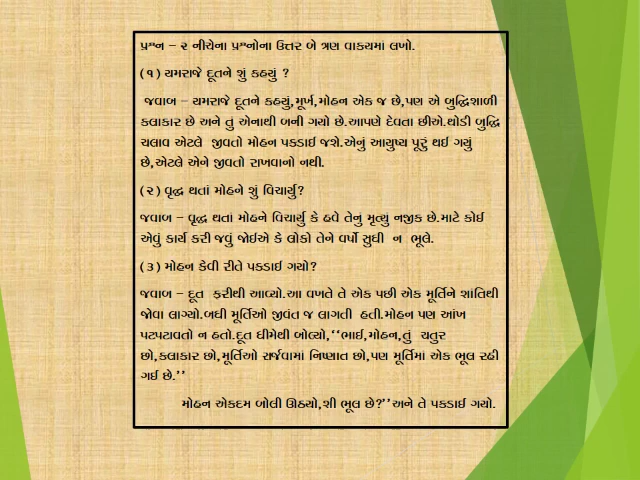 પ્રશ્ન – ૨ નીચેના પ્રશ્નોના ઉત્તર બે ત્રણ વાક્યમાં લખો.
(૧) યમરાજે દૂતને શું કહ્યું ?
જવાબ – યમરાજે દૂતને કહ્યું,મૂર્ખ,મોહન એક જ છે,પણ એ બુદ્ધિશાળી
કલાકાર છે અને તું એનાથી બની ગયો છે.આપણે દેવતા છીએ.થોડી બુદ્ધિ
ચલાવ એટલે જીવતો મોહન પકડાઈ જશે.એનું આયુષ્ય પૂરું થઈ ગયું
છે,એટલે એને જીવતો રાખવાનો નથી.
(૨) વૃદ્ધ થતાં મોહને શું વિચાર્યું?
જવાબ – વૃદ્ધ થતાં મોહને વિચાર્યુ કે હવે તેનું મૃત્યું નજીક છે.માટે કોઈ
એવું કાર્ય કરી જવું જોઈએ કે લોકો તેને વર્ષો સુધી ન ભૂલે.
(૩) મોહન કેવી રીતે પકડાઈ ગયો?
જવાબ – દૂત ફરીથી આવ્યો.આ વખતે તે એક પછી એક મૂર્તિને શાંતિથી
જોવા લાગ્યો.બધી મૂર્તિઓ જીવંત જ લાગતી હતી.મોહન પણ આંખ
પટપટાવતો ન હતો.દૂત ધીમેથી બોલ્યો,‘‘ભાઈ,મોહન,તું ચતુર
છો,કલાકાર છો,મૂર્તિઓ સર્જવામાં નિષ્ણાત છો,પણ મૂર્તિમાં એક ભૂલ રહી
ગઈ છે.’’
મોહન એકદમ બોલી ઊઠ્યો,શી ભૂલ છે?’’અને તે પકડાઈ ગયો.